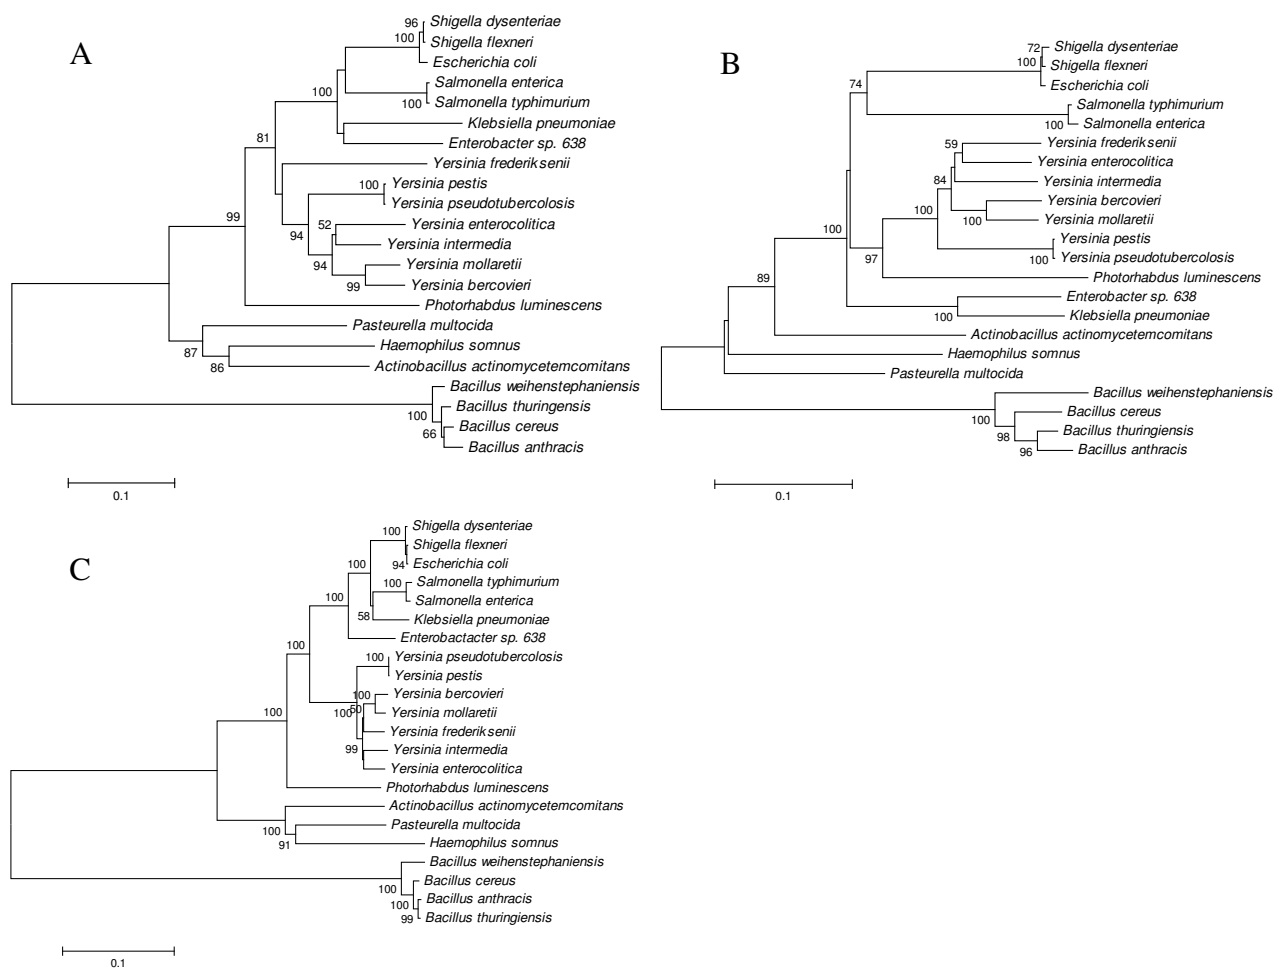 A
96
Shigella dysenteriae
100
Shigella flexneri
Escherichia coli
Salmonella enterica
100
Salmonella typhimurium
100
Klebsiella pneumoniae
Enterobacter sp. 638
81
Yersinia frederiksenii
100
Yersinia pestis
Yersinia pseudotubercolosis
99
52
Yersinia enterocolitica
94
Yersinia intermedia
94
Yersinia mollaretii
99
Yersinia bercovieri
Photorhabdus luminescens
Pasteurella multocida
87
Haemophilus somnus
86
Actinobacillus actinomycetemcomitans
Bacillus weihenstephaniensis
100
Bacillus thuringensis
66
Bacillus cereus
Bacillus anthracis
0.1
B
72
Shigella dysenteriae
100
Shigella flexneri
74
Escherichia coli
Salmonella typhimurium
100
Salmonella enterica
59
Yersinia frederiksenii
Yersinia enterocolitica
84
Yersinia intermedia
100
Yersinia bercovieri
100
Yersinia mollaretii
100
Yersinia pestis
97
100
Yersinia pseudotubercolosis
89
Photorhabdus luminescens
Enterobacter sp. 638
100
Klebsiella pneumoniae
Actinobacillus actinomycetemcomitans
Haemophilus somnus
Pasteurella multocida
Bacillus weihenstephaniensis
100
Bacillus cereus
98
Bacillus thuringiensis
96
Bacillus anthracis
0.1
C
100
Shigella dysenteriae
Shigella flexneri
100
94
Escherichia coli
100
Salmonella typhimurium
100
Salmonella enterica
58
Klebsiella pneumoniae
Enterobactacter sp. 638
100
100
Yersinia pseudotubercolosis
Yersinia pestis
100
Yersinia bercovieri
100
100
50
Yersinia mollaretii
Yersinia frederiksenii
99
Yersinia intermedia
Yersinia enterocolitica
Photorhabdus luminescens
Actinobacillus actinomycetemcomitans
100
Pasteurella multocida
91
Haemophilus somnus
Bacillus weihenstephaniensis
100
Bacillus cereus
100
Bacillus anthracis
99
Bacillus thuringiensis
0.1